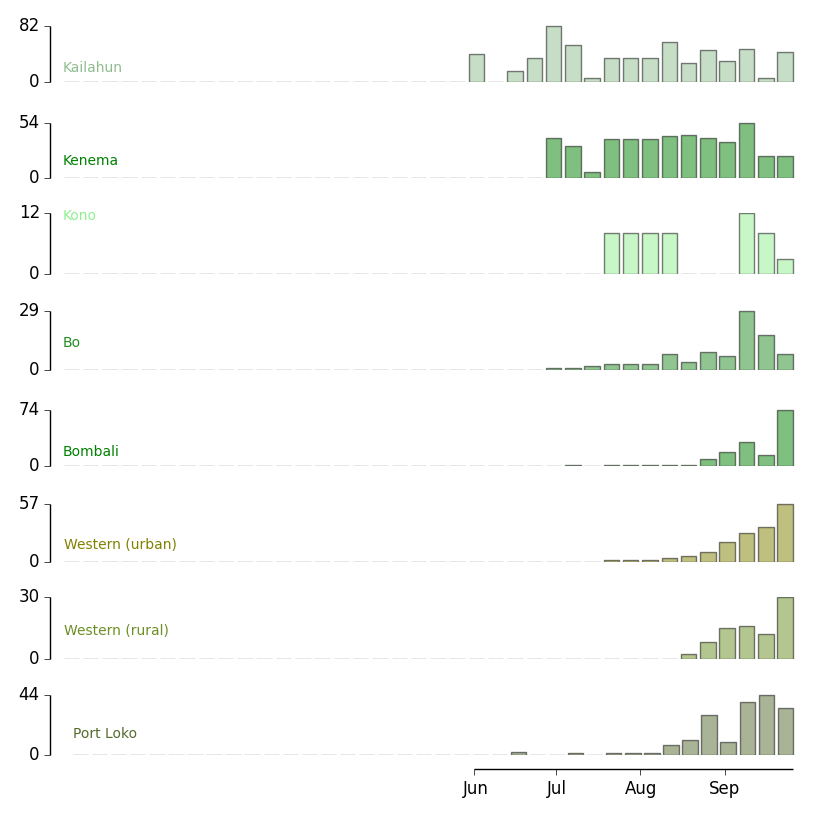 82
Kailahun
0
54
Kenema
0
12
Kono
0
29
Bo
0
74
Bombali
0
57
Western (urban)
0
30
Western (rural)
0
44
Port Loko
0
Jun Jul Aug Sep